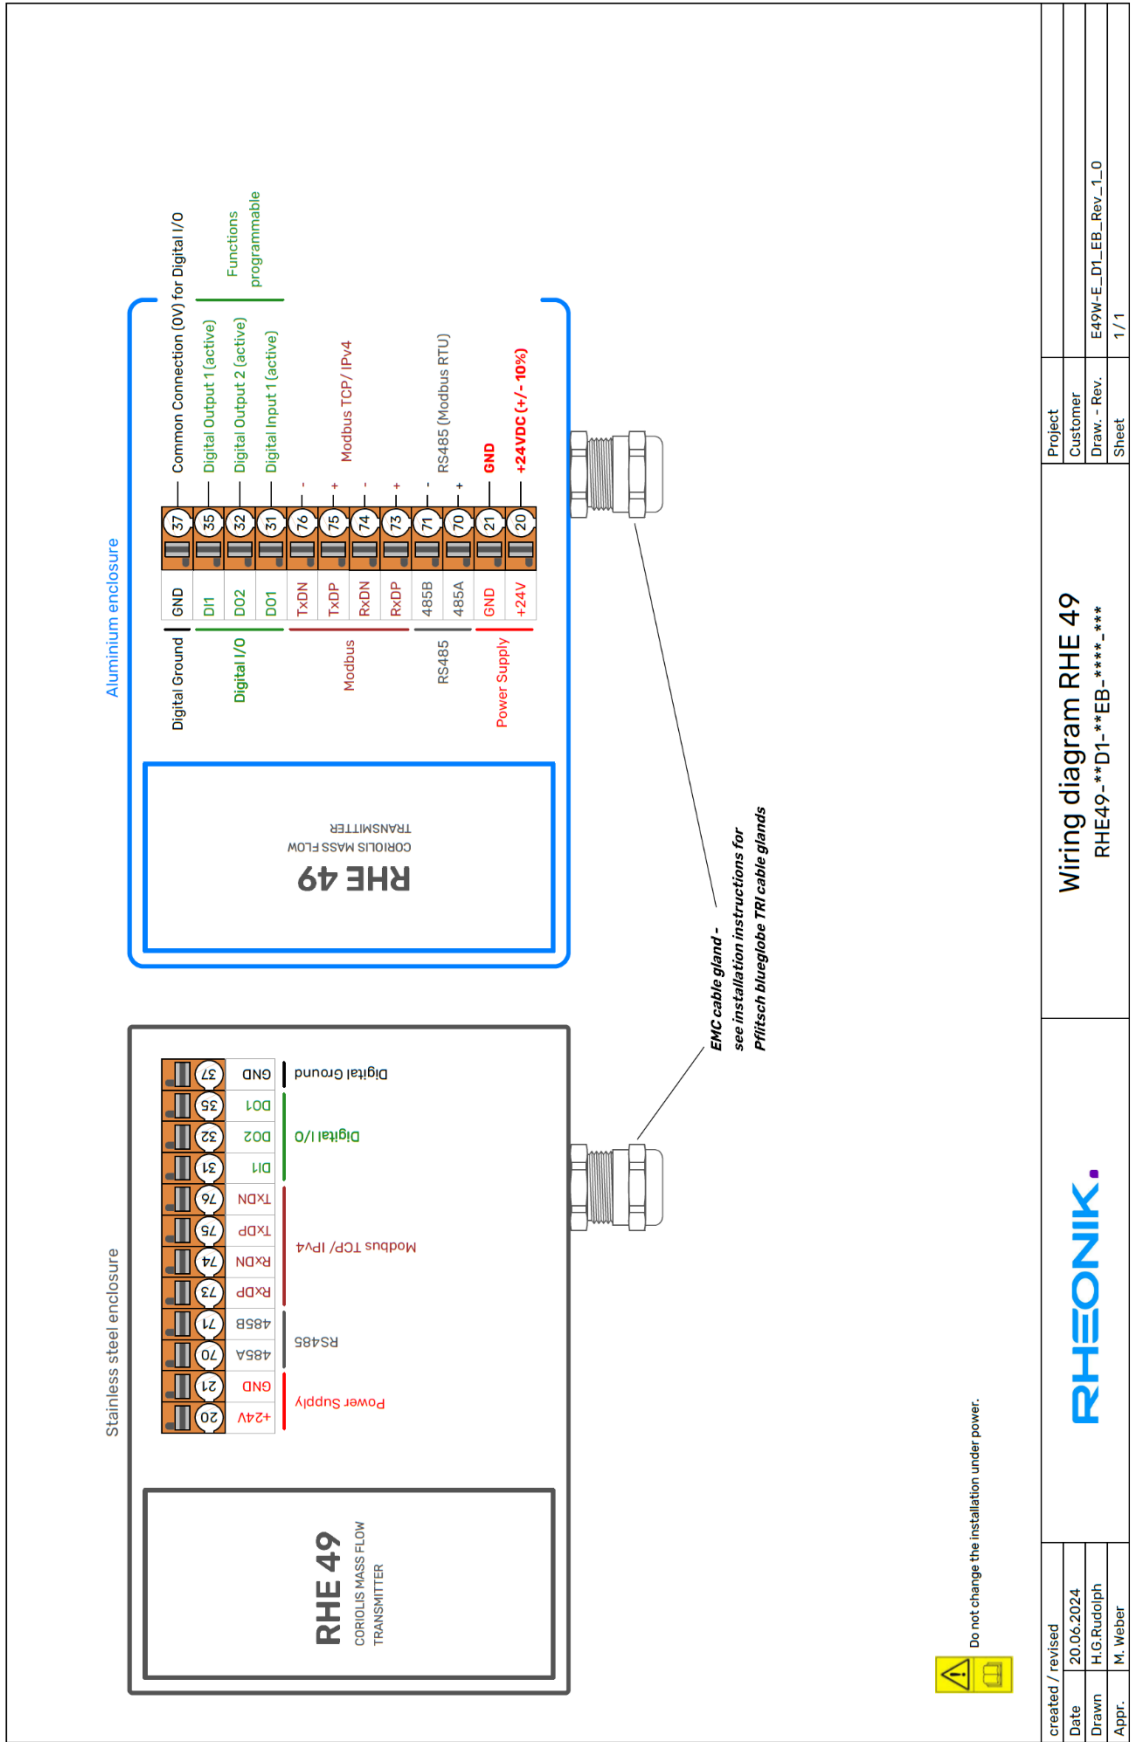 Stainless steel enclosure
RHE 49
CORIOLIS MASS FLOW
TRANSMITTER
20 +24V
21 GND
70 485A
71 485B
73 RxDP
74 RxDN
75 TxDP
76 TxDN
31 DI1
32 DO2
35 DO1
37 GND
Power Supply
RS485
Modbus TCP/ IPv4
Digital I/O
Digital Ground
Aluminium enclosure
RHE 49
CORIOLIS MASS FLOW
TRANSMITTER
Digital Ground
Digital I/O
Modbus
RS485
Power Supply
GND 37 Common Connection (0V) for Digital I/O
DI1 35 Digital Output 1 (active)
DO2 32 Digital Output 2 (active)
DO1 31 Digital Input 1 (active)
Functions
programmable
TxDN 76 -
TxDP 75 +
RxDN 74 -
RxDP 73 +
Modbus TCP/ IPv4
485B 71 -
485A 70 +
RS485 (Modbus RTU)
GND 21 GND
+24V 20 +24VDC (+/- 10%)
EMC cable gland -
see installation instructions for
Pflitsch blueglobe TRI cable glands
Do not change the installation under power.
created / revised
Date 20.06.2024
Drawn H.G.Rudolph
Appr. M. Weber
RHEONIK.
Wiring diagram RHE 49
RHE49-**D1-**EB-****-***
Project
Customer
Draw. - Rev. E49W-E_D1_EB_Rev_1_0
Sheet 1 / 1